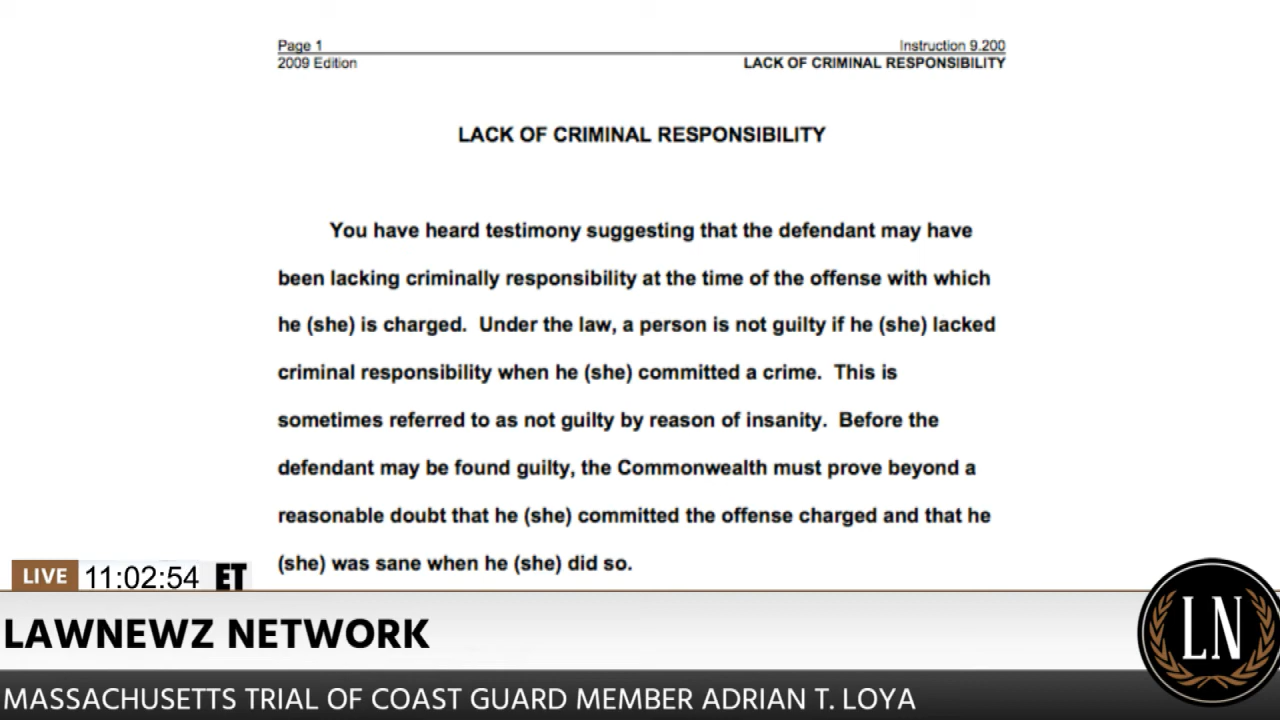 Page 1 Instruction 9.200
2009 Edition LACK OF CRIMINAL RESPONSIBILITY
LACK OF CRIMINAL RESPONSIBILITY
You have heard testimony suggesting that the defendant may have
been lacking criminally responsibility at the time of the offense with which
he (she) is charged. Under the law, a person is not guilty if he (she) lacked
criminal responsibility when he (she) committed a crime. This is
sometimes referred to as not guilty by reason of insanity. Before the
defendant may be found guilty, the Commonwealth must prove beyond a
reasonable doubt that he (she) committed the offense charged and that he
(she) was sane when he (she) did so.
LIVE 11:02:54 ET
LAWNEWZ NETWORK
LN
MASSACHUSETTS TRIAL OF COAST GUARD MEMBER ADRIAN T. LOYA